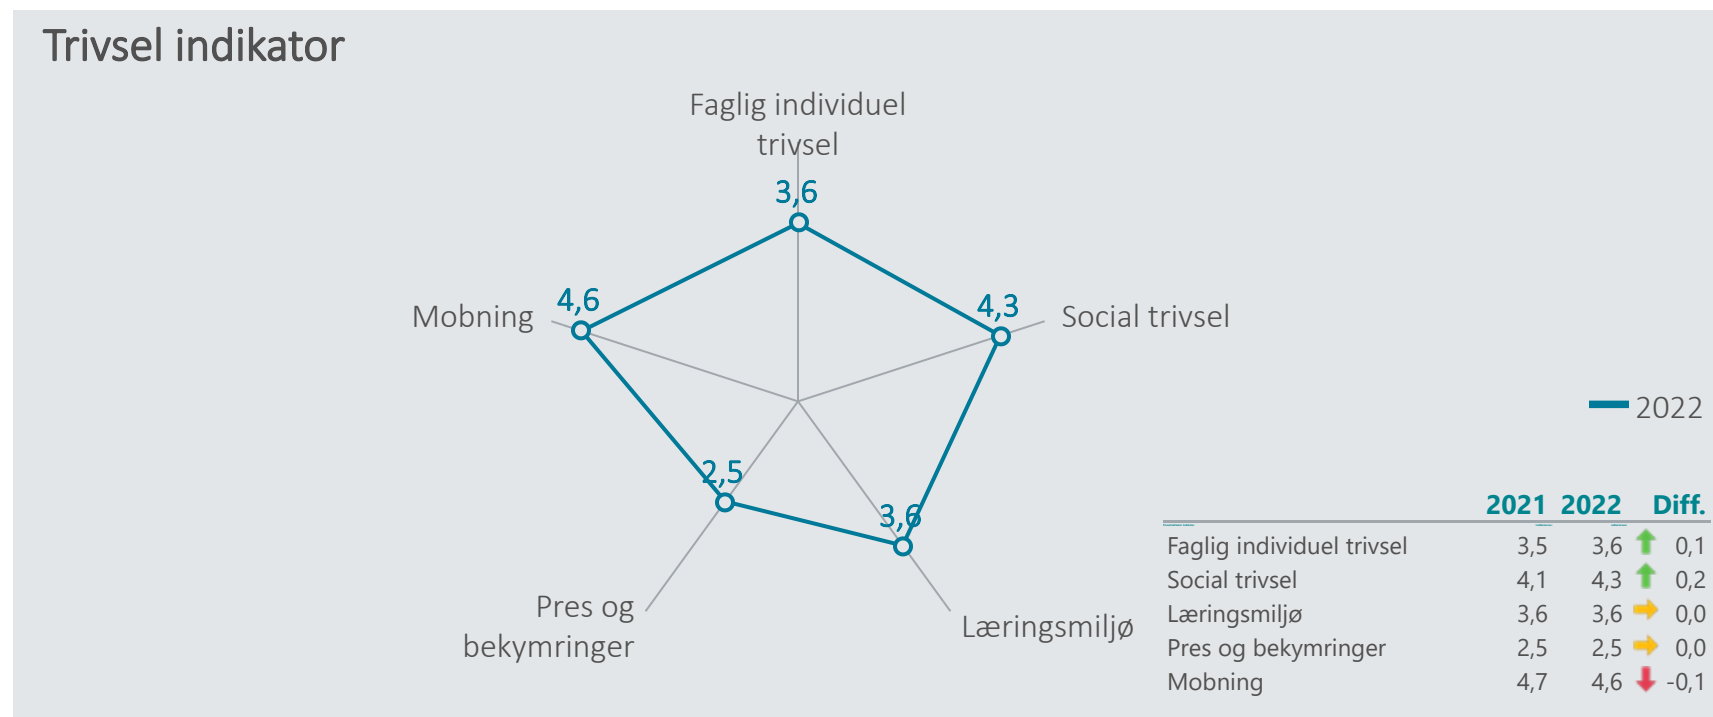 Trivsel indikator
Faglig individuel
trivsel
3,6
4,6
4,3
Mobning
Social trivsel
2022
2,5
3,6
Pres og
bekymringer
Læringsmiljø
2021 2022 Diff.
Faglig individuel trivsel 3,5 3,6 0,1
Social trivsel 4,1 4,3 0,2
Læringsmiljø 3,6 3,6 0,0
Pres og bekymringer 2,5 2,5 0,0
Mobning 4,7 4,6 -0,1